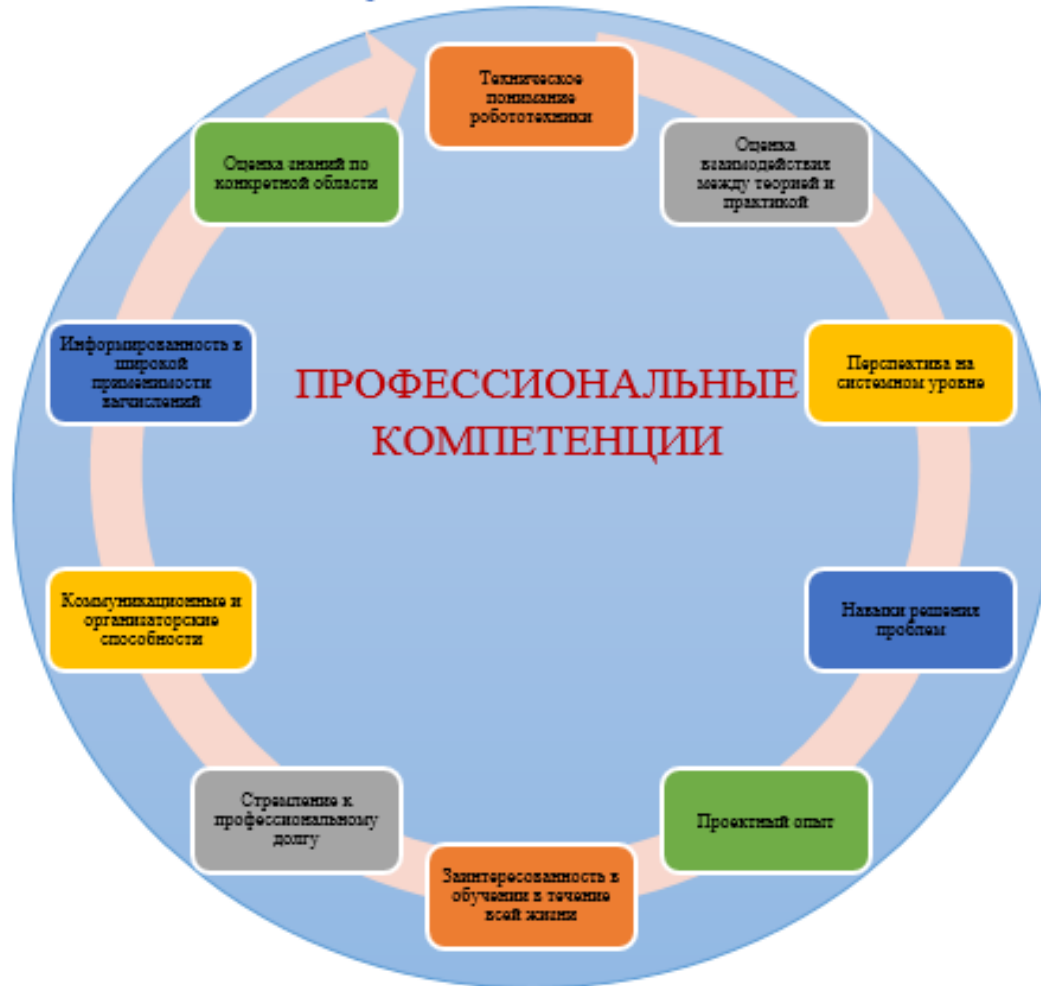 Техническое
понимание
робототехники
Оценка
взаимодействия
между теорией и
практикой
Перспектива на
системном уровне
Навыки решения
проблем
Проектный опыт
Заинтересованность в
обучении в течение
всей жизни
Стремление к
профессиональному
долгу
Коммуникационные и
организаторские
способности
Информированность в
широкой
применимости
вычислений
Оценка знаний по
конкретной области
ПРОФЕССИОНАЛЬНЫЕ
КОМПЕТЕНЦИИ